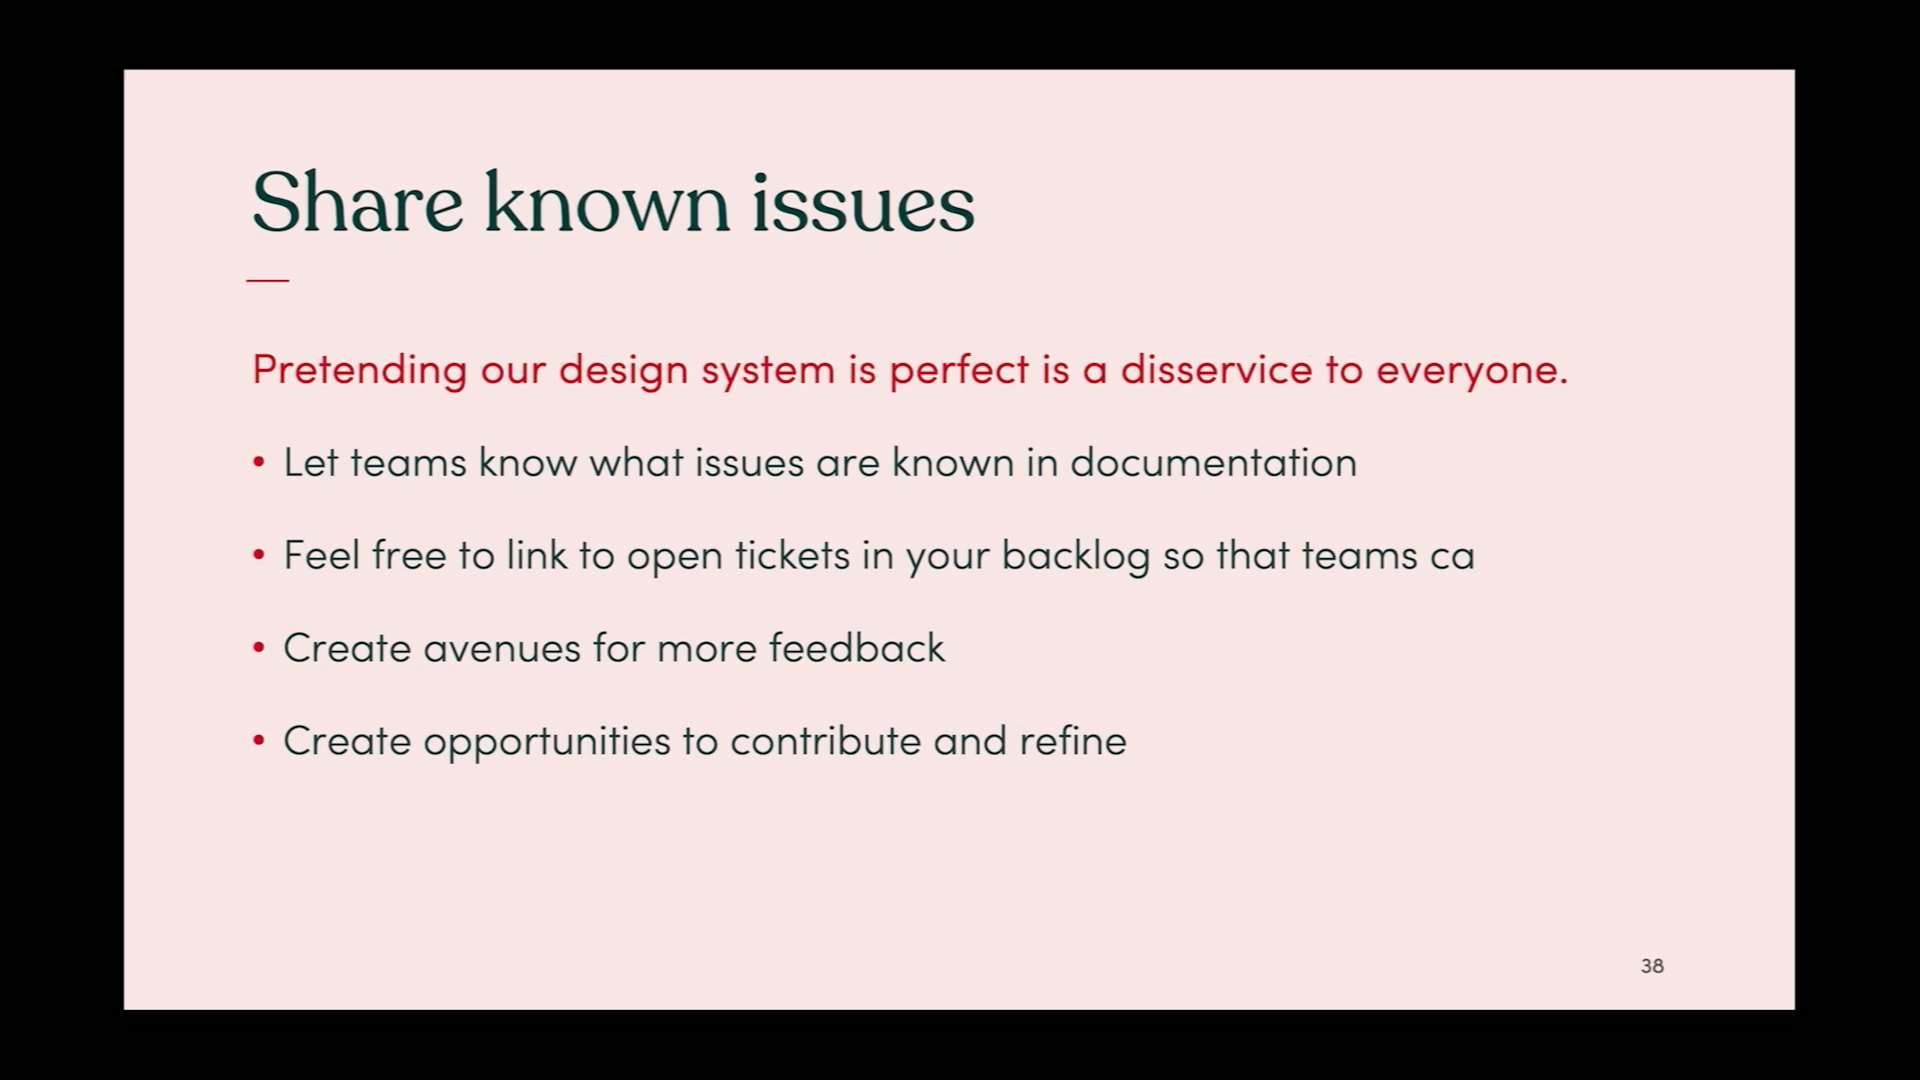 Share known issues
Pretending our design system is perfect is a disservice to everyone.
• Let teams know what issues are known in documentation
• Feel free to link to open tickets in your backlog so that teams ca
• Create avenues for more feedback
• Create opportunities to contribute and refine
38